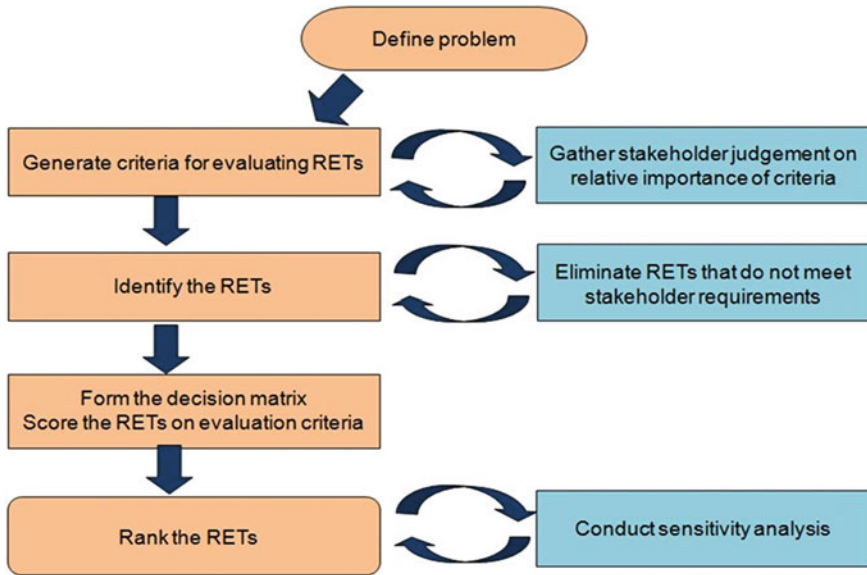 Define problem
Generate criteria for evaluating RETs
Gather stakeholder judgement on
relative importance of criteria
Identify the RETs
Eliminate RETs that do not meet
stakeholder requirements
Form the decision matrix
Score the RETs on evaluation criteria
Rank the RETs
Conduct sensitivity analysis